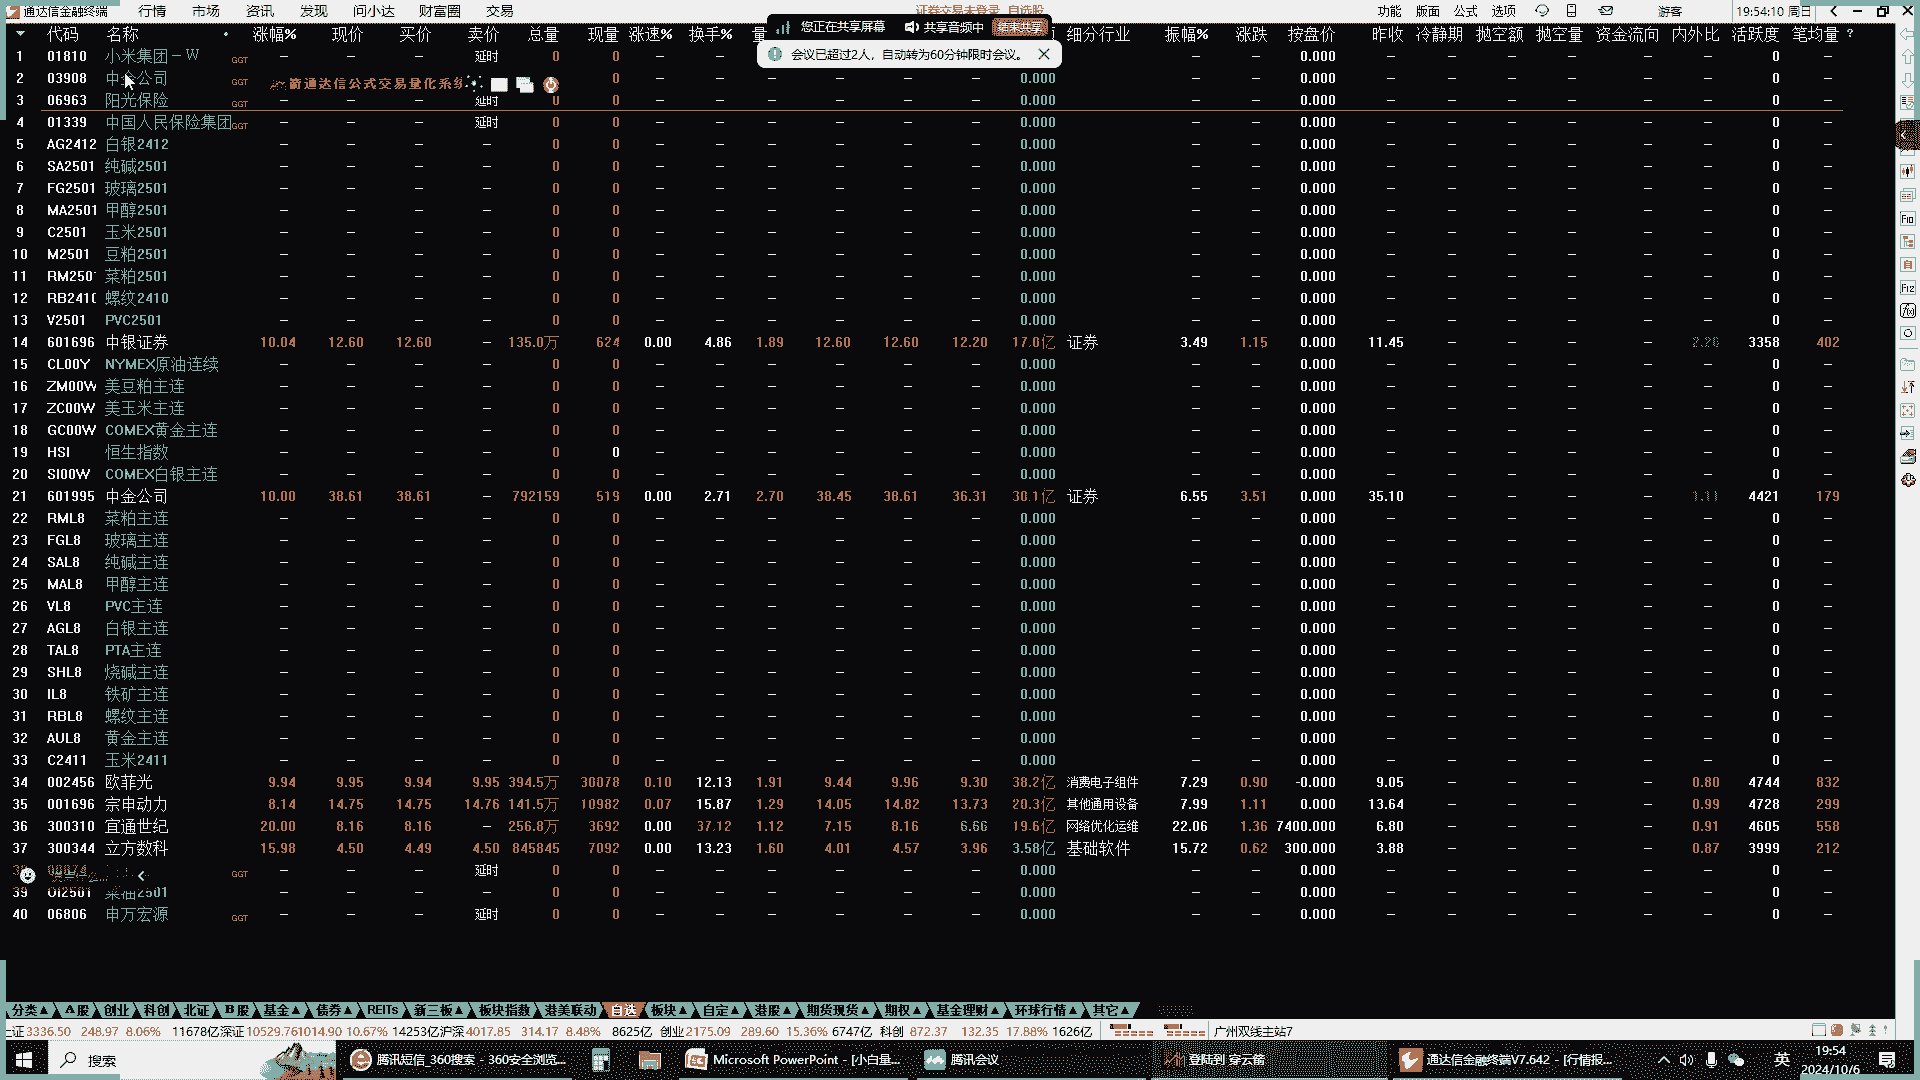 通达信金融终端 行情 市场 资讯 发现 问小达 财富圈 交易 证券交易未登录 自选股 功能 版面 公式 选项 游客 19:54:10 周日
您正在共享屏幕 共享音频中 结束共享
会议已超过2人，自动转为60分钟限时会议。
代码 名称 涨幅% 现价 买价 卖价 总量 现量 涨速% 换手% 细分行业 振幅% 涨跌 按盘价 昨收 冷静期 抛空额 抛空量 资金流向 内外比 活跃度 笔均量 ?
1 01810 小米集团－W GGT – – – 延时 0 0 – – – – – – – – 0.000 – – – – – – 0 –
2 03908 中金公司 GGT 0.000 – – 0.000 – – – – – – 0 –
箭通达信公式交易量化系统
3 06963 阳光保险 GGT – – – 延时 0 0 – – – – – – 0.000 – – 0.000 – – – – – – 0 –
4 01339 中国人民保险集团 GGT – – – 延时 0 0 – – – – – – 0.000 – – 0.000 – – – – – – 0 –
5 AG2412 白银2412 – – – – 0 0 – – – – – – 0.000 – – 0.000 – – – – – – 0 –
6 SA2501 纯碱2501 – – – – 0 0 – – – – – – 0.000 – – 0.000 – – – – – – 0 –
7 FG2501 玻璃2501 – – – – 0 0 – – – – – – 0.000 – – 0.000 – – – – – – 0 –
8 MA2501 甲醇2501 – – – – 0 0 – – – – – – 0.000 – – 0.000 – – – – – – 0 –
9 C2501 玉米2501 – – – – 0 0 – – – – – – 0.000 – – 0.000 – – – – – – 0 –
10 M2501 豆粕2501 – – – – 0 0 – – – – – – 0.000 – – 0.000 – – – – – – 0 –
11 RM250 菜粕2501 – – – – 0 0 – – – – – – 0.000 – – 0.000 – – – – – – 0 –
12 RB241 螺纹2410 – – – – 0 0 – – – – – – 0.000 – – 0.000 – – – – – – 0 –
13 V2501 PVC2501 – – – – 0 0 – – – – – – 0.000 – – 0.000 – – – – – – 0 –
14 601696 中银证券 10.04 12.60 12.60 – 135.0万 624 0.00 4.86 1.89 12.60 12.60 12.20 17.0亿 证券 3.49 1.15 0.000 11.45 – – – – 3358 402
15 CL00Y NYMEX原油连续 – – – – 0 0 – – – – – – 0.000 – – 0.000 – – – – – – 0 –
16 ZM00W 美豆粕主连 – – – – 0 0 – – – – – – 0.000 – – 0.000 – – – – – – 0 –
17 ZC00W 美玉米主连 – – – – 0 0 – – – – – – 0.000 – – 0.000 – – – – – – 0 –
18 GC00W COMEX黄金主连 – – – – 0 0 – – – – – – 0.000 – – 0.000 – – – – – – 0 –
19 HSI 恒生指数 – – – – 0 0 – – – – – – 0.000 – – 0.000 – – – – – – 0 –
20 SI00W COMEX白银主连 – – – – 0 0 – – – – – – 0.000 – – 0.000 – – – – – – 0 –
21 601995 中金公司 10.00 38.61 38.61 – 792159 519 0.00 2.71 2.70 38.45 38.61 36.31 30.1亿 证券 6.55 3.51 0.000 35.10 – – – – 1.11 4421 179
22 RML8 菜粕主连 – – – – 0 0 – – – – – – 0.000 – – 0.000 – – – – – – 0 –
23 FGL8 玻璃主连 – – – – 0 0 – – – – – – 0.000 – – 0.000 – – – – – – 0 –
24 SAL8 纯碱主连 – – – – 0 0 – – – – – – 0.000 – – 0.000 – – – – – – 0 –
25 MAL8 甲醇主连 – – – – 0 0 – – – – – – 0.000 – – 0.000 – – – – – – 0 –
26 VL8 PVC主连 – – – – 0 0 – – – – – – 0.000 – – 0.000 – – – – – – 0 –
27 AGL8 白银主连 – – – – 0 0 – – – – – – 0.000 – – 0.000 – – – – – – 0 –
28 TAL8 PTA主连 – – – – 0 0 – – – – – – 0.000 – – 0.000 – – – – – – 0 –
29 SHL8 烧碱主连 – – – – 0 0 – – – – – – 0.000 – – 0.000 – – – – – – 0 –
30 IL8 铁矿主连 – – – – 0 0 – – – – – – 0.000 – – 0.000 – – – – – – 0 –
31 RBL8 螺纹主连 – – – – 0 0 – – – – – – 0.000 – – 0.000 – – – – – – 0 –
32 AUL8 黄金主连 – – – – 0 0 – – – – – – 0.000 – – 0.000 – – – – – – 0 –
33 C2411 玉米2411 – – – – 0 0 – – – – – – 0.000 – – 0.000 – – – – – – 0 –
34 002456 欧菲光 9.94 9.95 9.94 9.95 394.5万 30878 0.10 12.13 1.91 9.44 9.96 9.30 38.2亿 消费电子组件 7.29 0.90 -0.000 9.05 – – – – 0.80 4744 832
35 001696 宗申动力 8.14 14.75 14.75 14.76 141.5万 10982 0.07 15.87 1.29 14.05 14.82 13.73 20.3亿 其他通用设备 7.99 1.11 0.000 13.64 – – – – 0.99 4728 299
36 300310 宜通世纪 20.00 8.16 8.16 – 256.8万 3692 0.00 37.12 1.12 7.15 8.16 6.66 19.6亿 网络优化运维 22.06 1.36 7400.000 6.80 – – – – 0.91 4605 558
37 300344 立方数科 15.98 4.50 4.49 4.50 845845 7092 0.00 13.23 1.60 4.01 4.57 3.96 3.58亿 基础软件 15.72 0.62 300.000 3.88 – – – – 0.87 3999 212
GGT – – – 延时 0 0 – – – – – – 0.000 – – 0.000 – – – – – – 0 –
39 OI2501 菜油2501 – – – – 0 0 – – – – – – 0.000 – – 0.000 – – – – – – 0 –
40 06806 申万宏源 GGT – – – 延时 0 0 – – – – – – 0.000 – – 0.000 – – – – – – 0 –
分类▲ A股 创业 科创 北证 B股 基金▲ 债券▲ REITs 新三板▲ 板块指数 港美联动 自选 板块▲ 自定▲ 港股▲ 期货现货▲ 期权▲ 基金理财▲ 环球行情▲ 其它▲
上证3336.50 248.97 8.06% 11678亿 深证10529.76 1014.90 10.67% 14253亿 沪深4017.85 314.17 8.48% 8625亿 创业2175.09 289.60 15.36% 6747亿 科创 872.37 132.35 17.88% 1626亿 广州双线主站7
搜索 腾讯短信_360搜索 - 360安全浏览... Microsoft PowerPoint - [小白量... 腾讯会议 登陆到 穿云箭 通达信金融终端V7.642 - [行情报... 英 19:54
2024/10/6